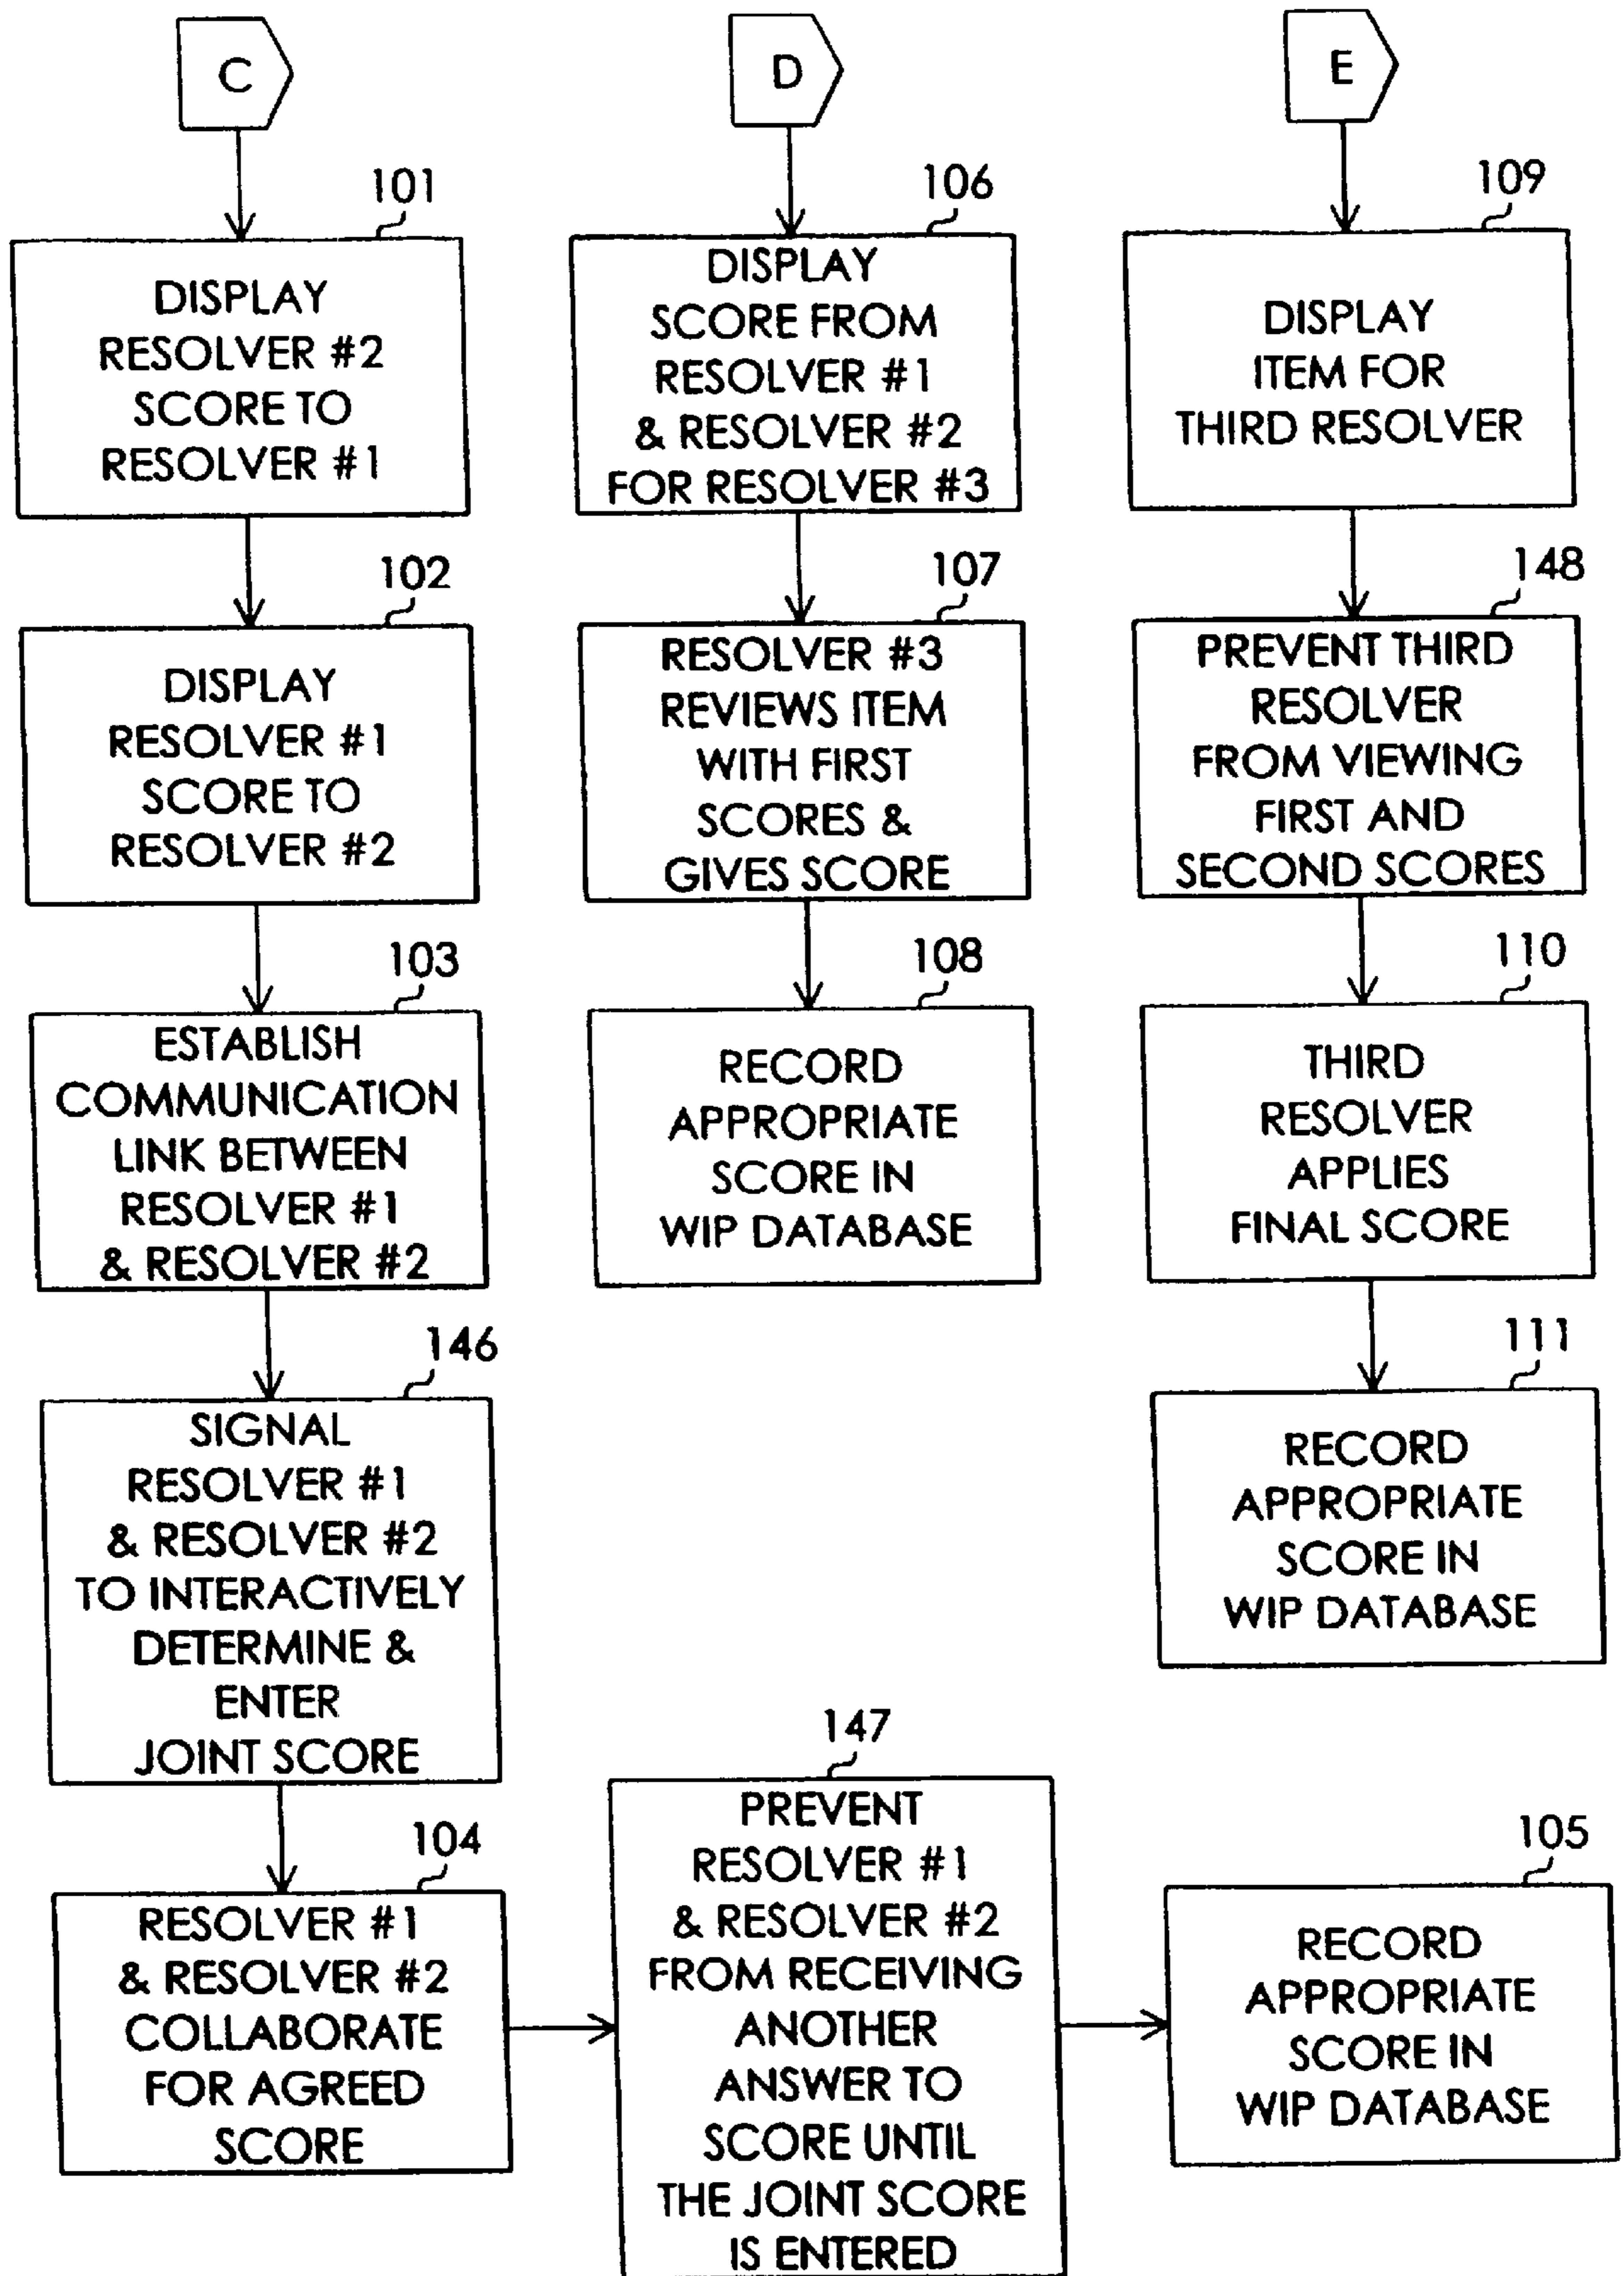 C
101
DISPLAY
RESOLVER #2
SCORE TO
RESOLVER #1
102
DISPLAY
RESOLVER #1
SCORE TO
RESOLVER #2
103
ESTABLISH
COMMUNICATION
LINK BETWEEN
RESOLVER #1
& RESOLVER #2
146
SIGNAL
RESOLVER #1
& RESOLVER #2
TO INTERACTIVELY
DETERMINE &
ENTER
JOINT SCORE
104
RESOLVER #1
& RESOLVER #2
COLLABORATE
FOR AGREED
SCORE
147
PREVENT
RESOLVER #1
& RESOLVER #2
FROM RECEIVING
ANOTHER
ANSWER TO
SCORE UNTIL
THE JOINT SCORE
IS ENTERED
105
RECORD
APPROPRIATE
SCORE IN
WIP DATABASE
D
106
DISPLAY
SCORE FROM
RESOLVER #1
& RESOLVER #2
FOR RESOLVER #3
107
RESOLVER #3
REVIEWS ITEM
WITH FIRST
SCORES &
GIVES SCORE
108
RECORD
APPROPRIATE
SCORE IN
WIP DATABASE
E
109
DISPLAY
ITEM FOR
THIRD RESOLVER
148
PREVENT THIRD
RESOLVER
FROM VIEWING
FIRST AND
SECOND SCORES
110
THIRD
RESOLVER
APPLIES
FINAL SCORE
111
RECORD
APPROPRIATE
SCORE IN
WIP DATABASE